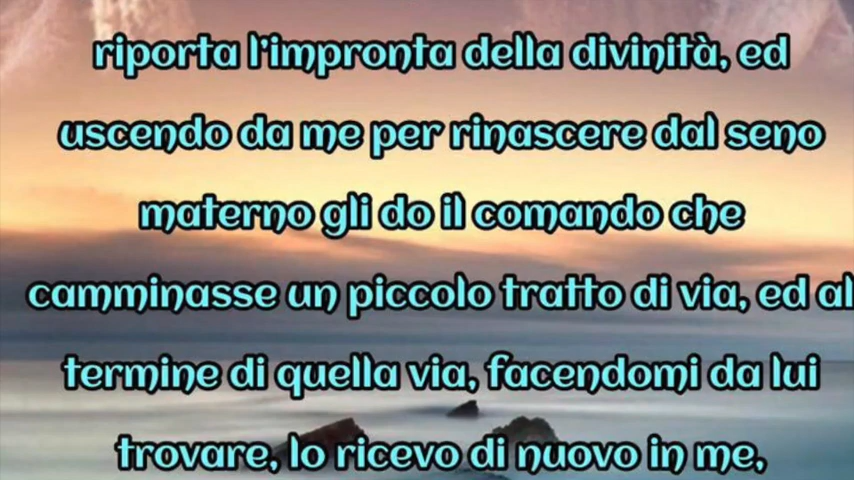 riporta l'impronta della divinità, ed
uscendo da me per rinascere dal seno
materno gli do il comando che
camminasse un piccolo tratto di via, ed al
termine di quella via, facendomi da lui
trovare, lo ricevo di nuovo in me,